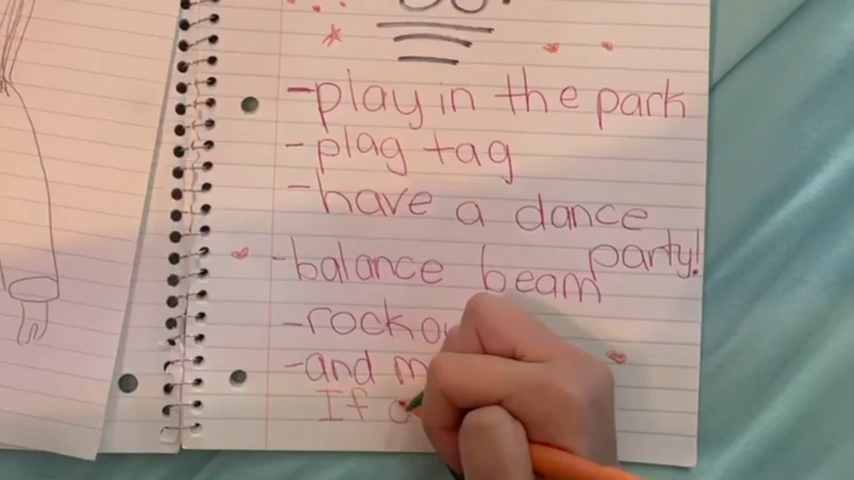 -play in the park
-plag tag
-have a dance
party!
-balance beam
-rock
-and
If